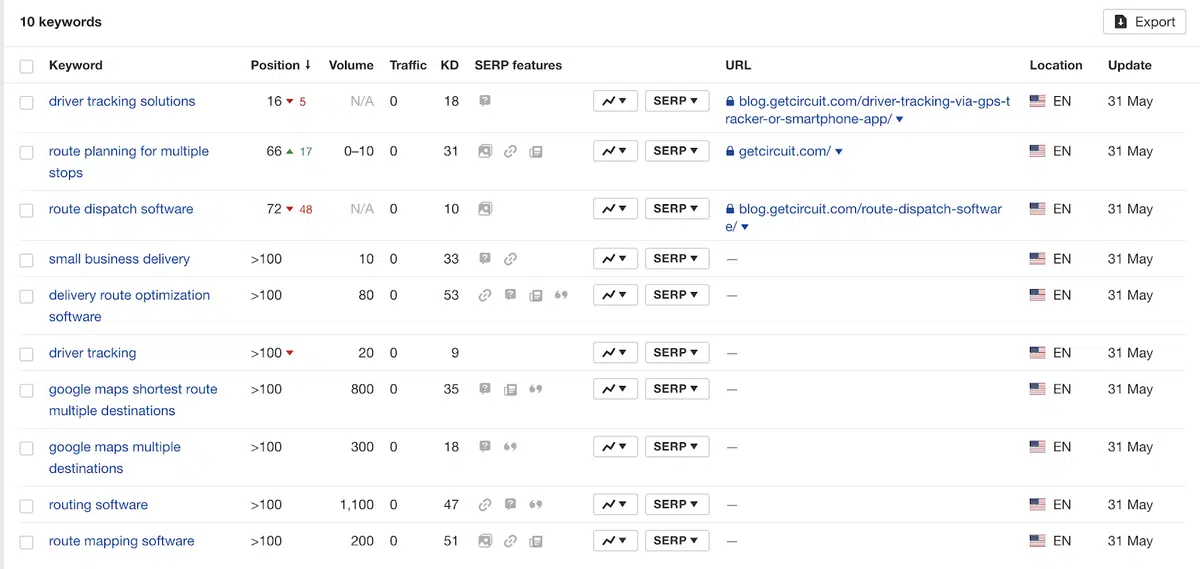 10 keywords
Export
Keyword Position ↓ Volume Traffic KD SERP features URL Location Update
driver tracking solutions 16 ▼ 5 N/A 0 18 SERP ▼ blog.getcircuit.com/driver-tracking-via-gps-t EN 31 May
racker-or-smartphone-app/ ▼
route planning for multiple 66 ▲ 17 0–10 0 31 SERP ▼ getcircuit.com/ ▼ EN 31 May
stops
route dispatch software 72 ▼ 48 N/A 0 10 SERP ▼ blog.getcircuit.com/route-dispatch-softwar EN 31 May
e/ ▼
small business delivery >100 10 0 33 SERP ▼ — EN 31 May
delivery route optimization >100 80 0 53 SERP ▼ — EN 31 May
software
driver tracking >100 ▼ 20 0 9 SERP ▼ — EN 31 May
google maps shortest route >100 800 0 35 SERP ▼ — EN 31 May
multiple destinations
google maps multiple >100 300 0 18 SERP ▼ — EN 31 May
destinations
routing software >100 1,100 0 47 SERP ▼ — EN 31 May
route mapping software >100 200 0 51 SERP ▼ — EN 31 May